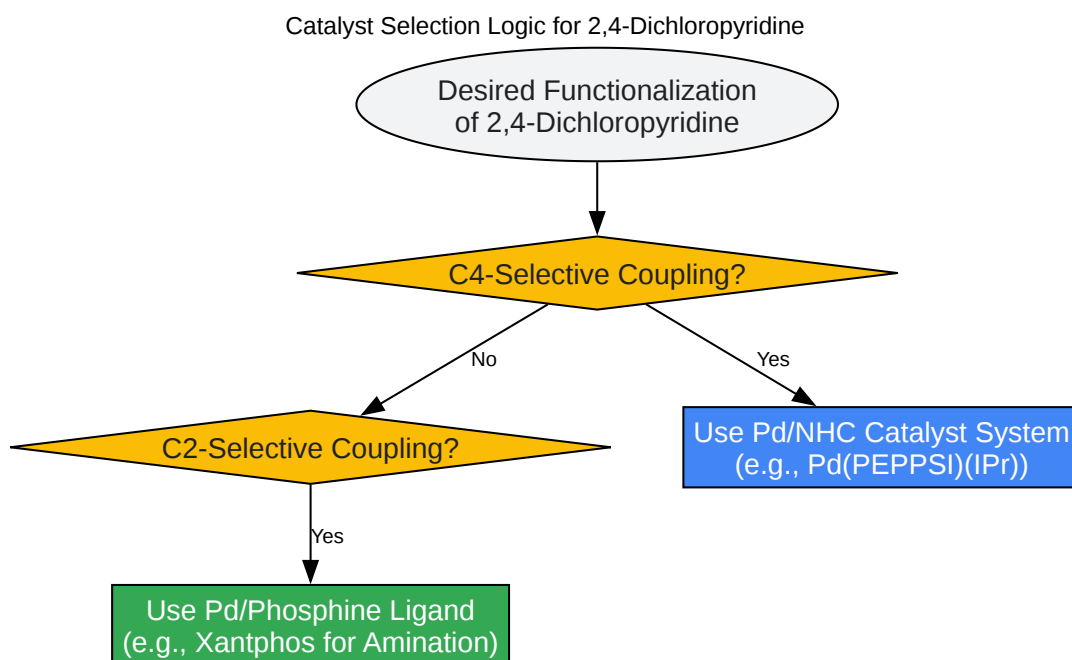 Catalyst Selection Logic for 2,4-Dichloropyridine
Desired Functionalization
of 2,4-Dichloropyridine
C4-Selective Coupling?
No
Yes
C2-Selective Coupling?
Use Pd/NHC Catalyst System
(e.g., Pd(PEPPSI)(IPr))
Yes
Use Pd/Phosphine Ligand
(e.g., Xantphos for Amination)